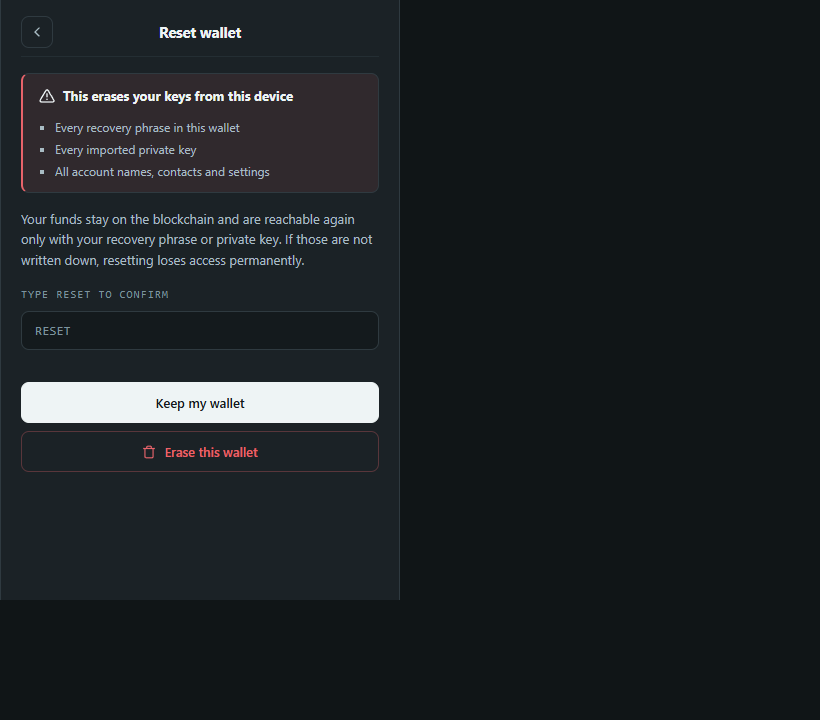 Reset wallet
This erases your keys from this device
Every recovery phrase in this wallet
Every imported private key
All account names, contacts and settings
Your funds stay on the blockchain and are reachable again
only with your recovery phrase or private key. If those are not
written down, resetting loses access permanently.
TYPE RESET TO CONFIRM
RESET
Keep my wallet
Erase this wallet